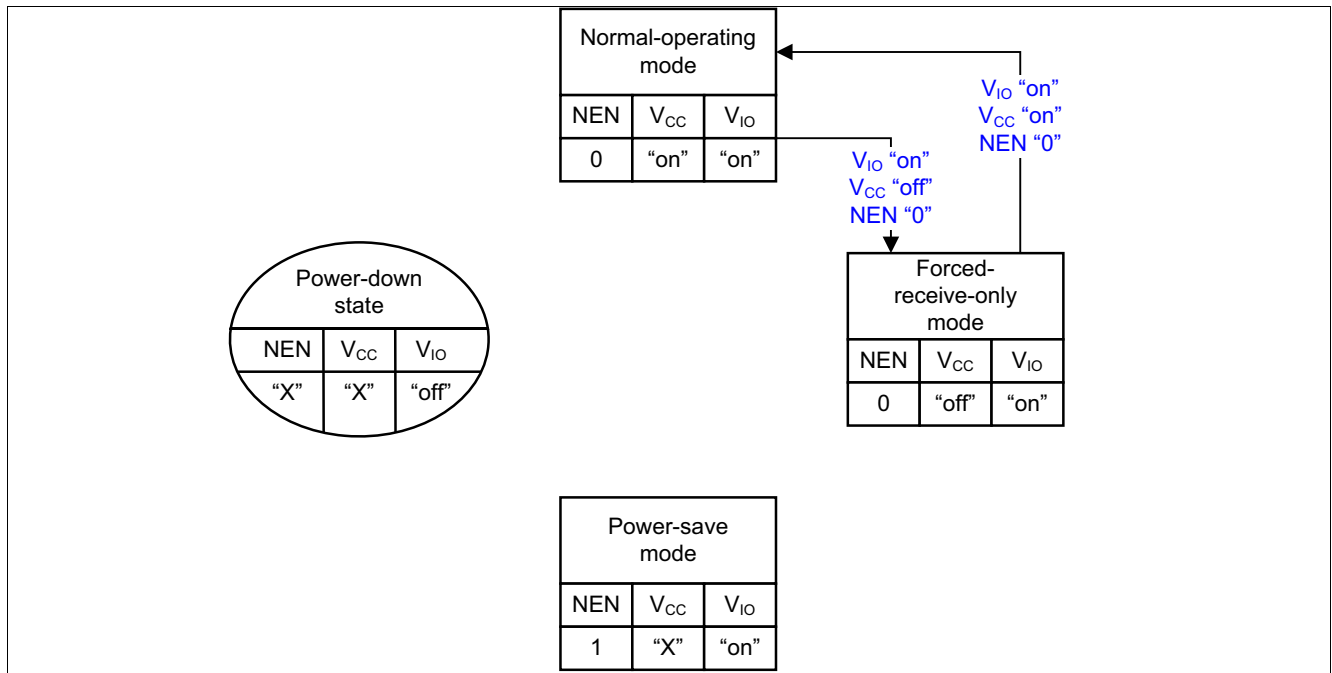 Normal-operating
mode
NEN VCC VIO
0 “on” “on”
VIO “on”
VCC “on”
NEN “0”
VIO “on”
VCC “off”
NEN “0”
Power-down
state
NEN VCC VIO
“X” “X” “off”
Forced-
receive-only
mode
NEN VCC VIO
0 “off” “on”
Power-save
mode
NEN VCC VIO
1 “X” “on”